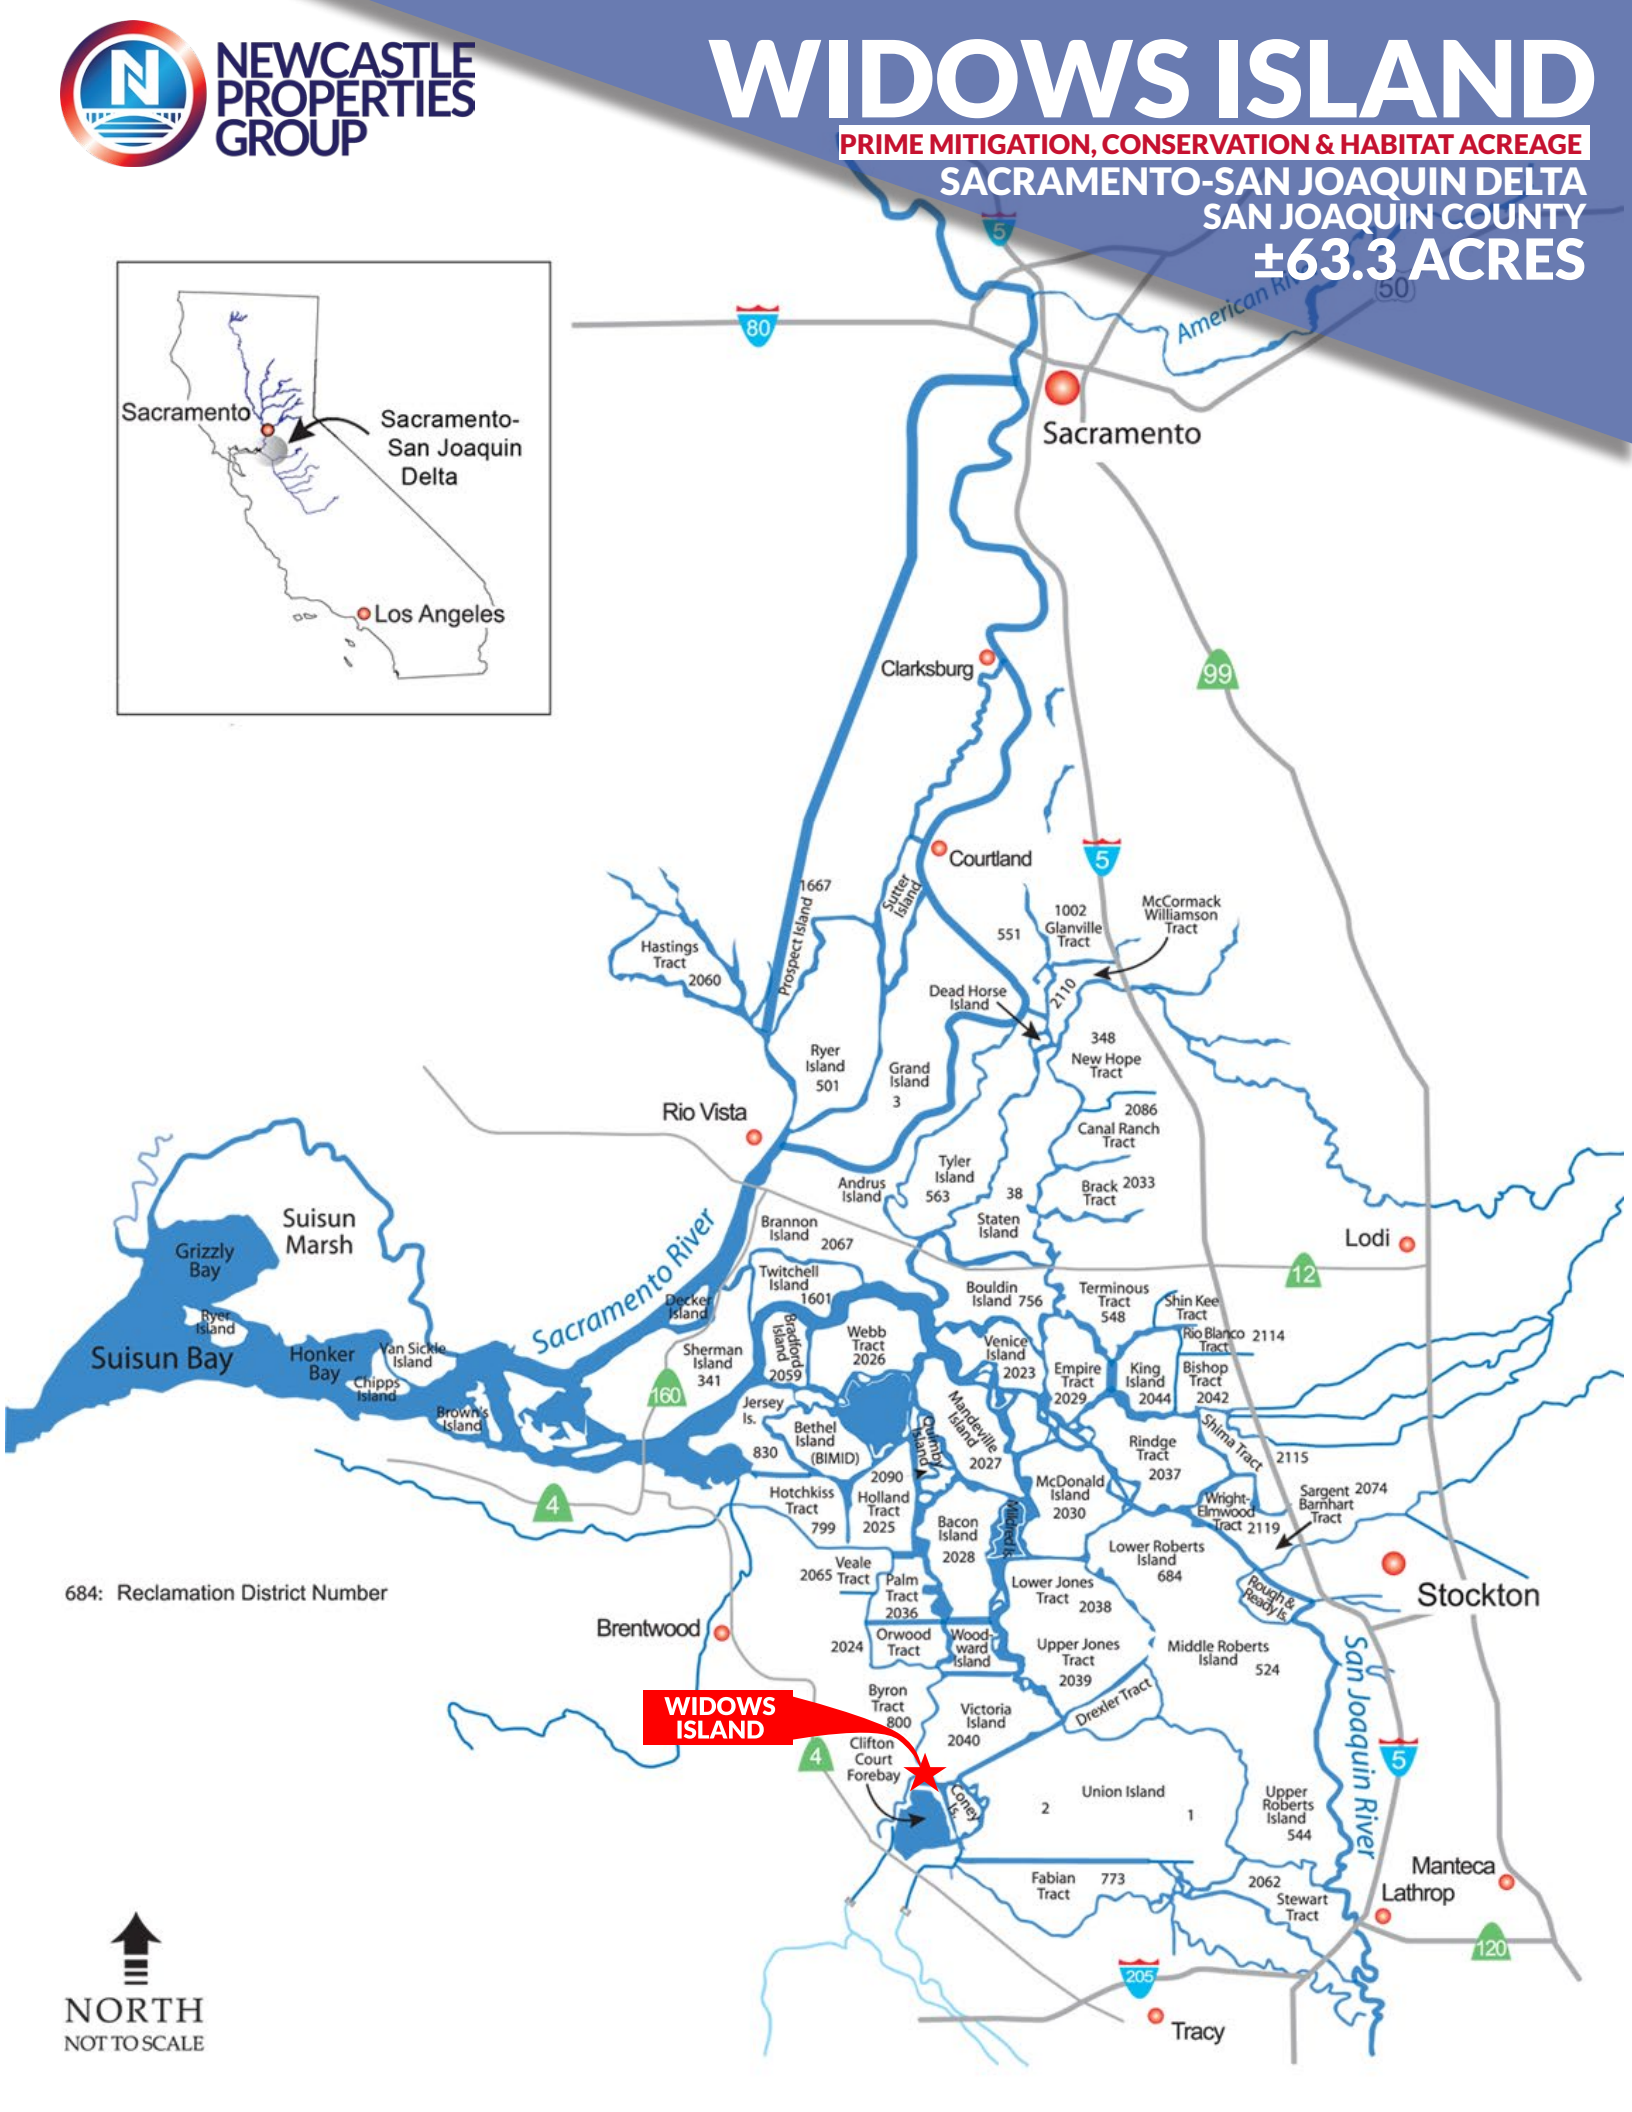 NEWCASTLE
PROPERTIES
GROUP
WIDOWS ISLAND
PRIME MITIGATION, CONSERVATION & HABITAT ACREAGE
SACRAMENTO-SAN JOAQUIN DELTA
SAN JOAQUIN COUNTY
±63.3 ACRES
5
50
American
80
Sacramento
Sacramento
Sacramento-
San Joaquin
Delta
Los Angeles
Clarksburg
99
Courtland
5
1667
Prospect Island
Sutter
Island
Hastings
Tract
2060
551
1002
Glanville
Tract
McCormack
Williamson
Tract
2110
Dead Horse
Island
348
New Hope
Tract
Ryer
Island
501
Grand
Island
3
2086
Canal Ranch
Tract
Rio Vista
Tyler
Island
563
38
Brack 2033
Tract
Andrus
Island
Staten
Island
Suisun
Marsh
Grizzly
Bay
Brannon
Island
2067
Lodi
12
Sacramento River
Twitchell
Island
1601
Decker
Island
Bouldin
Island 756
Terminous
Tract
548
Shin Kee
Tract
Ryer
Island
Suisun Bay
Honker
Bay
Van Sickle
Island
Chipps
Island
Brown's
Island
Sherman
Island
341
160
Bradford
Island
2059
Webb
Tract
2026
Venice
Island
2023
Empire
Tract
2029
King
Island
2044
Rio Blanco 2114
Tract
Bishop
Tract
2042
Jersey
Is.
830
Bethel
Island
(BIMID)
Quimby
Island
Mandeville
Island
2027
Rindge
Tract
2037
Shima Tract
2115
4
2090
Hotchkiss
Tract
799
Holland
Tract
2025
McDonald
Island
2030
Wright-
Elmwood
Tract 2119
Sargent 2074
Barnhart
Tract
Bacon
Island
2028
Mildred Is.
Lower Roberts
Island
684
684: Reclamation District Number
Veale
2065 Tract
Palm
Tract
2036
Lower Jones
Tract 2038
Rough &
Ready Is.
Stockton
Brentwood
2024
Orwood
Tract
Wood-
ward
Island
Upper Jones
Tract
2039
Middle Roberts
Island
524
San Joaquin River
WIDOWS
ISLAND
Byron
Tract
800
Victoria
Island
2040
Drexler Tract
4
Clifton
Court
Forebay
Coney
Is.
2
Union Island
1
Upper
Roberts
Island
544
5
Fabian
Tract
773
2062
Stewart
Tract
Manteca
Lathrop
120
205
Tracy
NORTH
NOT TO SCALE